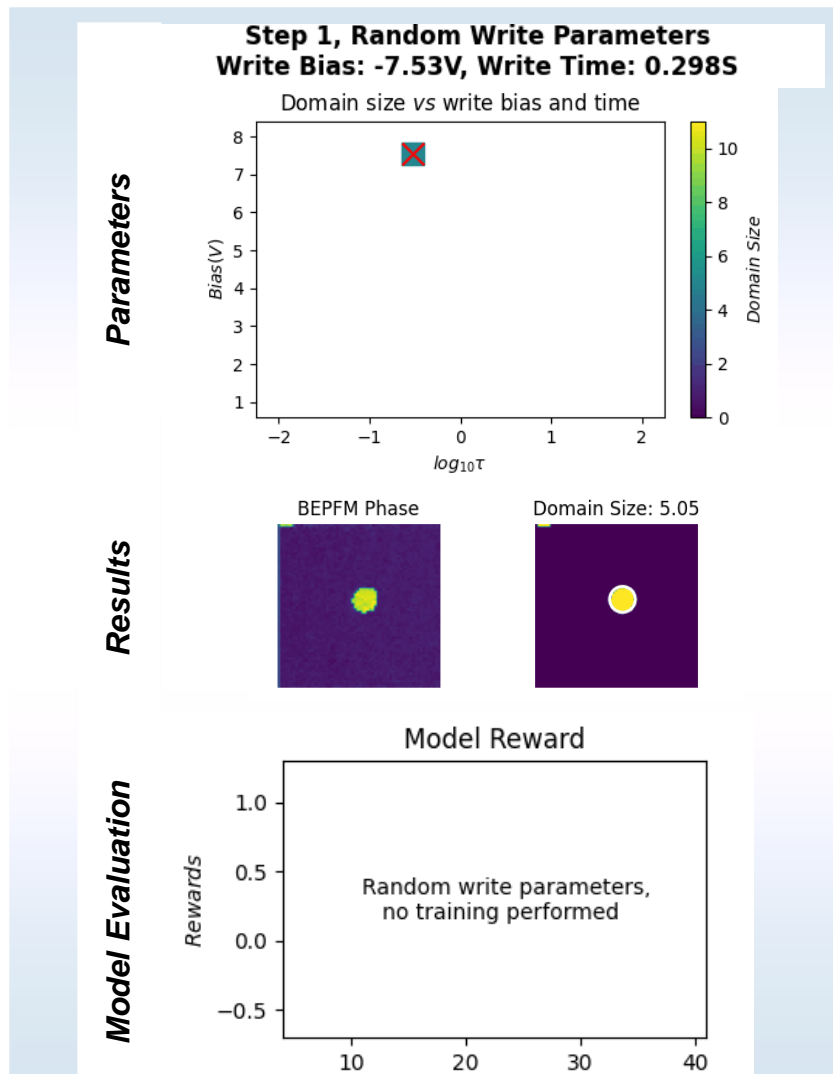 Step 1, Random Write Parameters
Write Bias: -7.53V, Write Time: 0.298S
Parameters
Domain size vs write bias and time
8
7
6
5
4
3
2
1
Bias(V)
−2
−1
0
1
2
log10τ
10
8
6
4
2
0
Domain Size
Results
BEPFM Phase
Domain Size: 5.05
Model Evaluation
Model Reward
1.0
0.5
0.0
−0.5
Rewards
Random write parameters,
no training performed
10
20
30
40